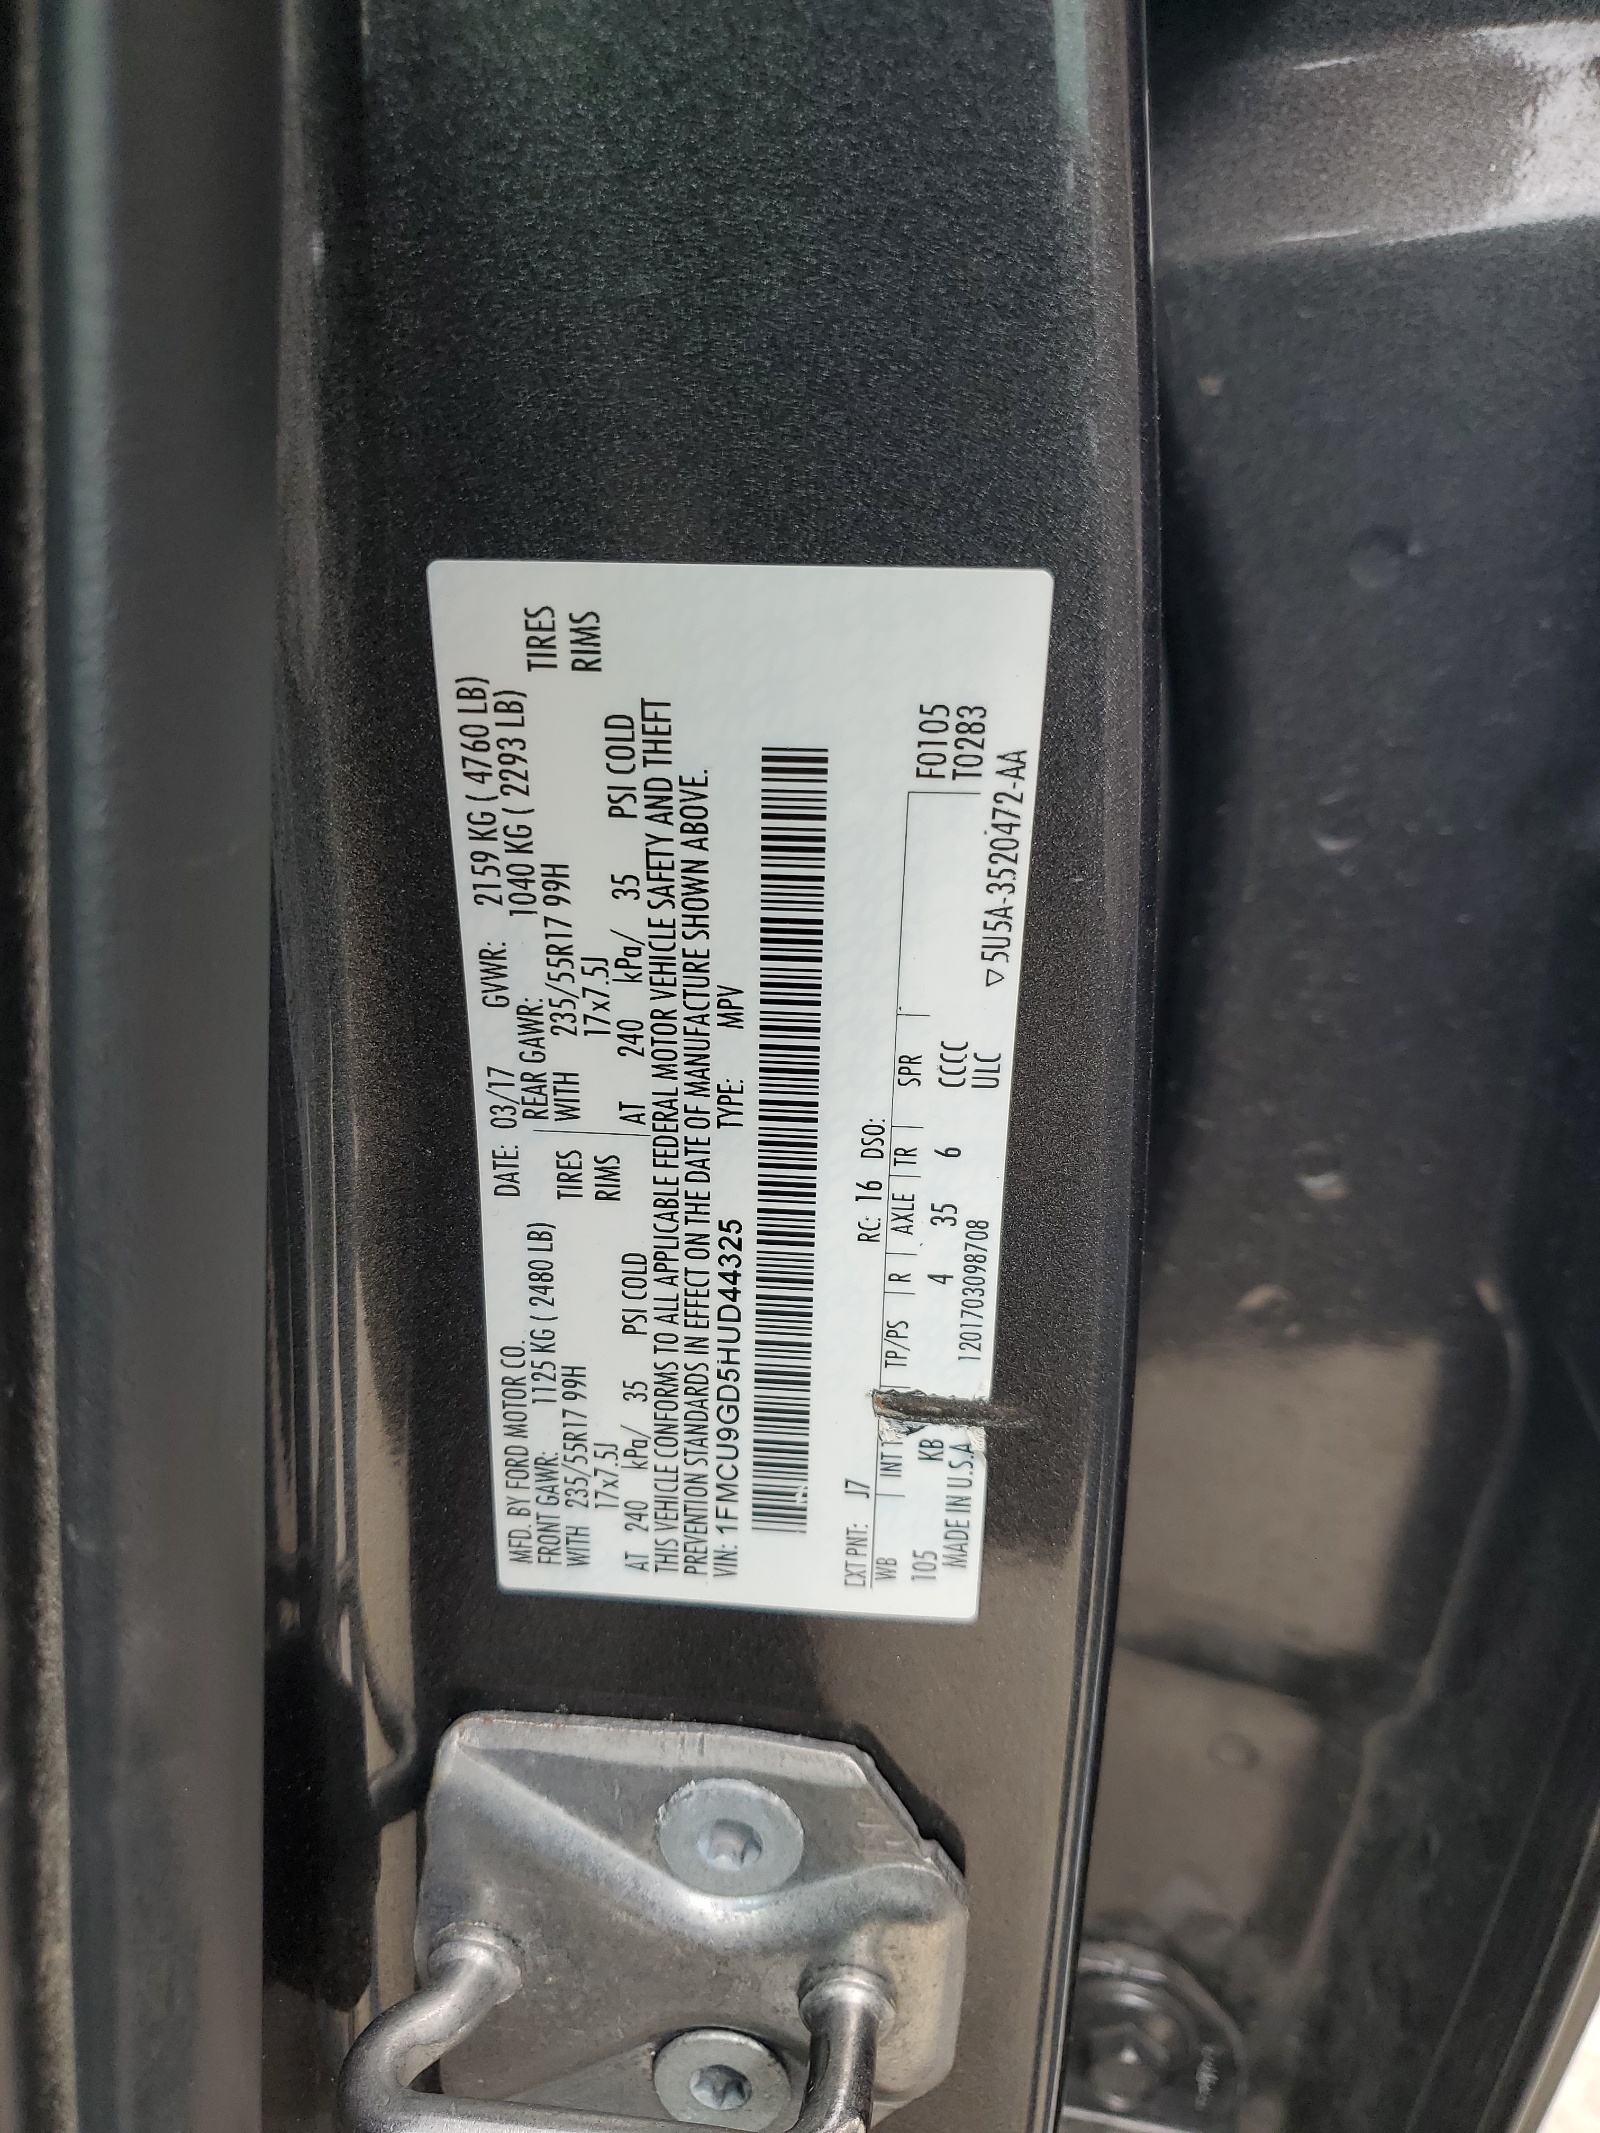 MFD. BY FORD MOTOR CO. DATE: 03/17 GVWR: 2159 KG ( 4760 LB)
FRONT GAWR: 1125 KG ( 2480 LB) REAR GAWR: 1040 KG ( 2293 LB)
WITH 235/55R17 99H TIRES WITH 235/55R17 99H TIRES
17x7.5J RIMS 17x7.5J RIMS
AT 240 kPa/ 35 PSI COLD AT 240 kPa/ 35 PSI COLD
THIS VEHICLE CONFORMS TO ALL APPLICABLE FEDERAL MOTOR VEHICLE SAFETY AND THEFT
PREVENTION STANDARDS IN EFFECT ON THE DATE OF MANUFACTURE SHOWN ABOVE.
VIN: 1FMCU9GD5HUD44325 TYPE: MPV
EXT PNT: J7 RC: 16 DSO:
WB INT TP/PS R AXLE TR SPR
105 KB 4 35 6 CCCC F0105
MADE IN U.S.A 1201703098708 ULC T0283
▽5U5A-3520472-AA